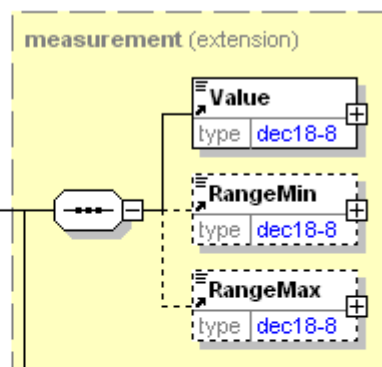 measurement (extension)
Value
type dec18-8
RangeMin
type dec18-8
RangeMax
type dec18-8